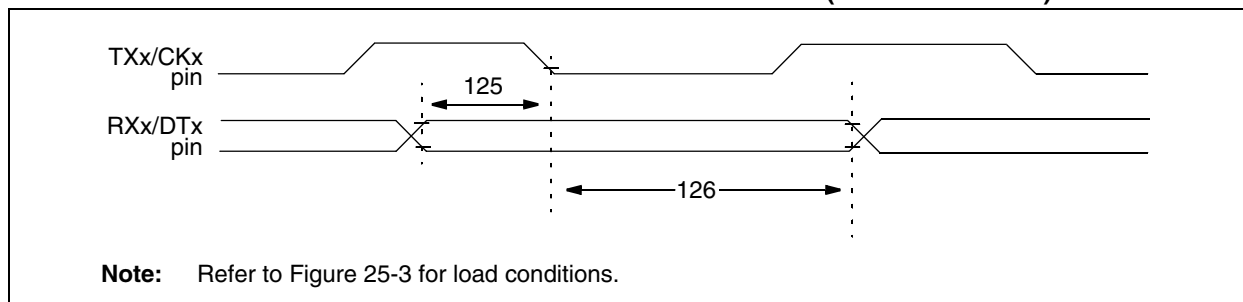 TXx/CKx
pin
125
RXx/DTx
pin
126
Note: Refer to Figure 25-3 for load conditions.